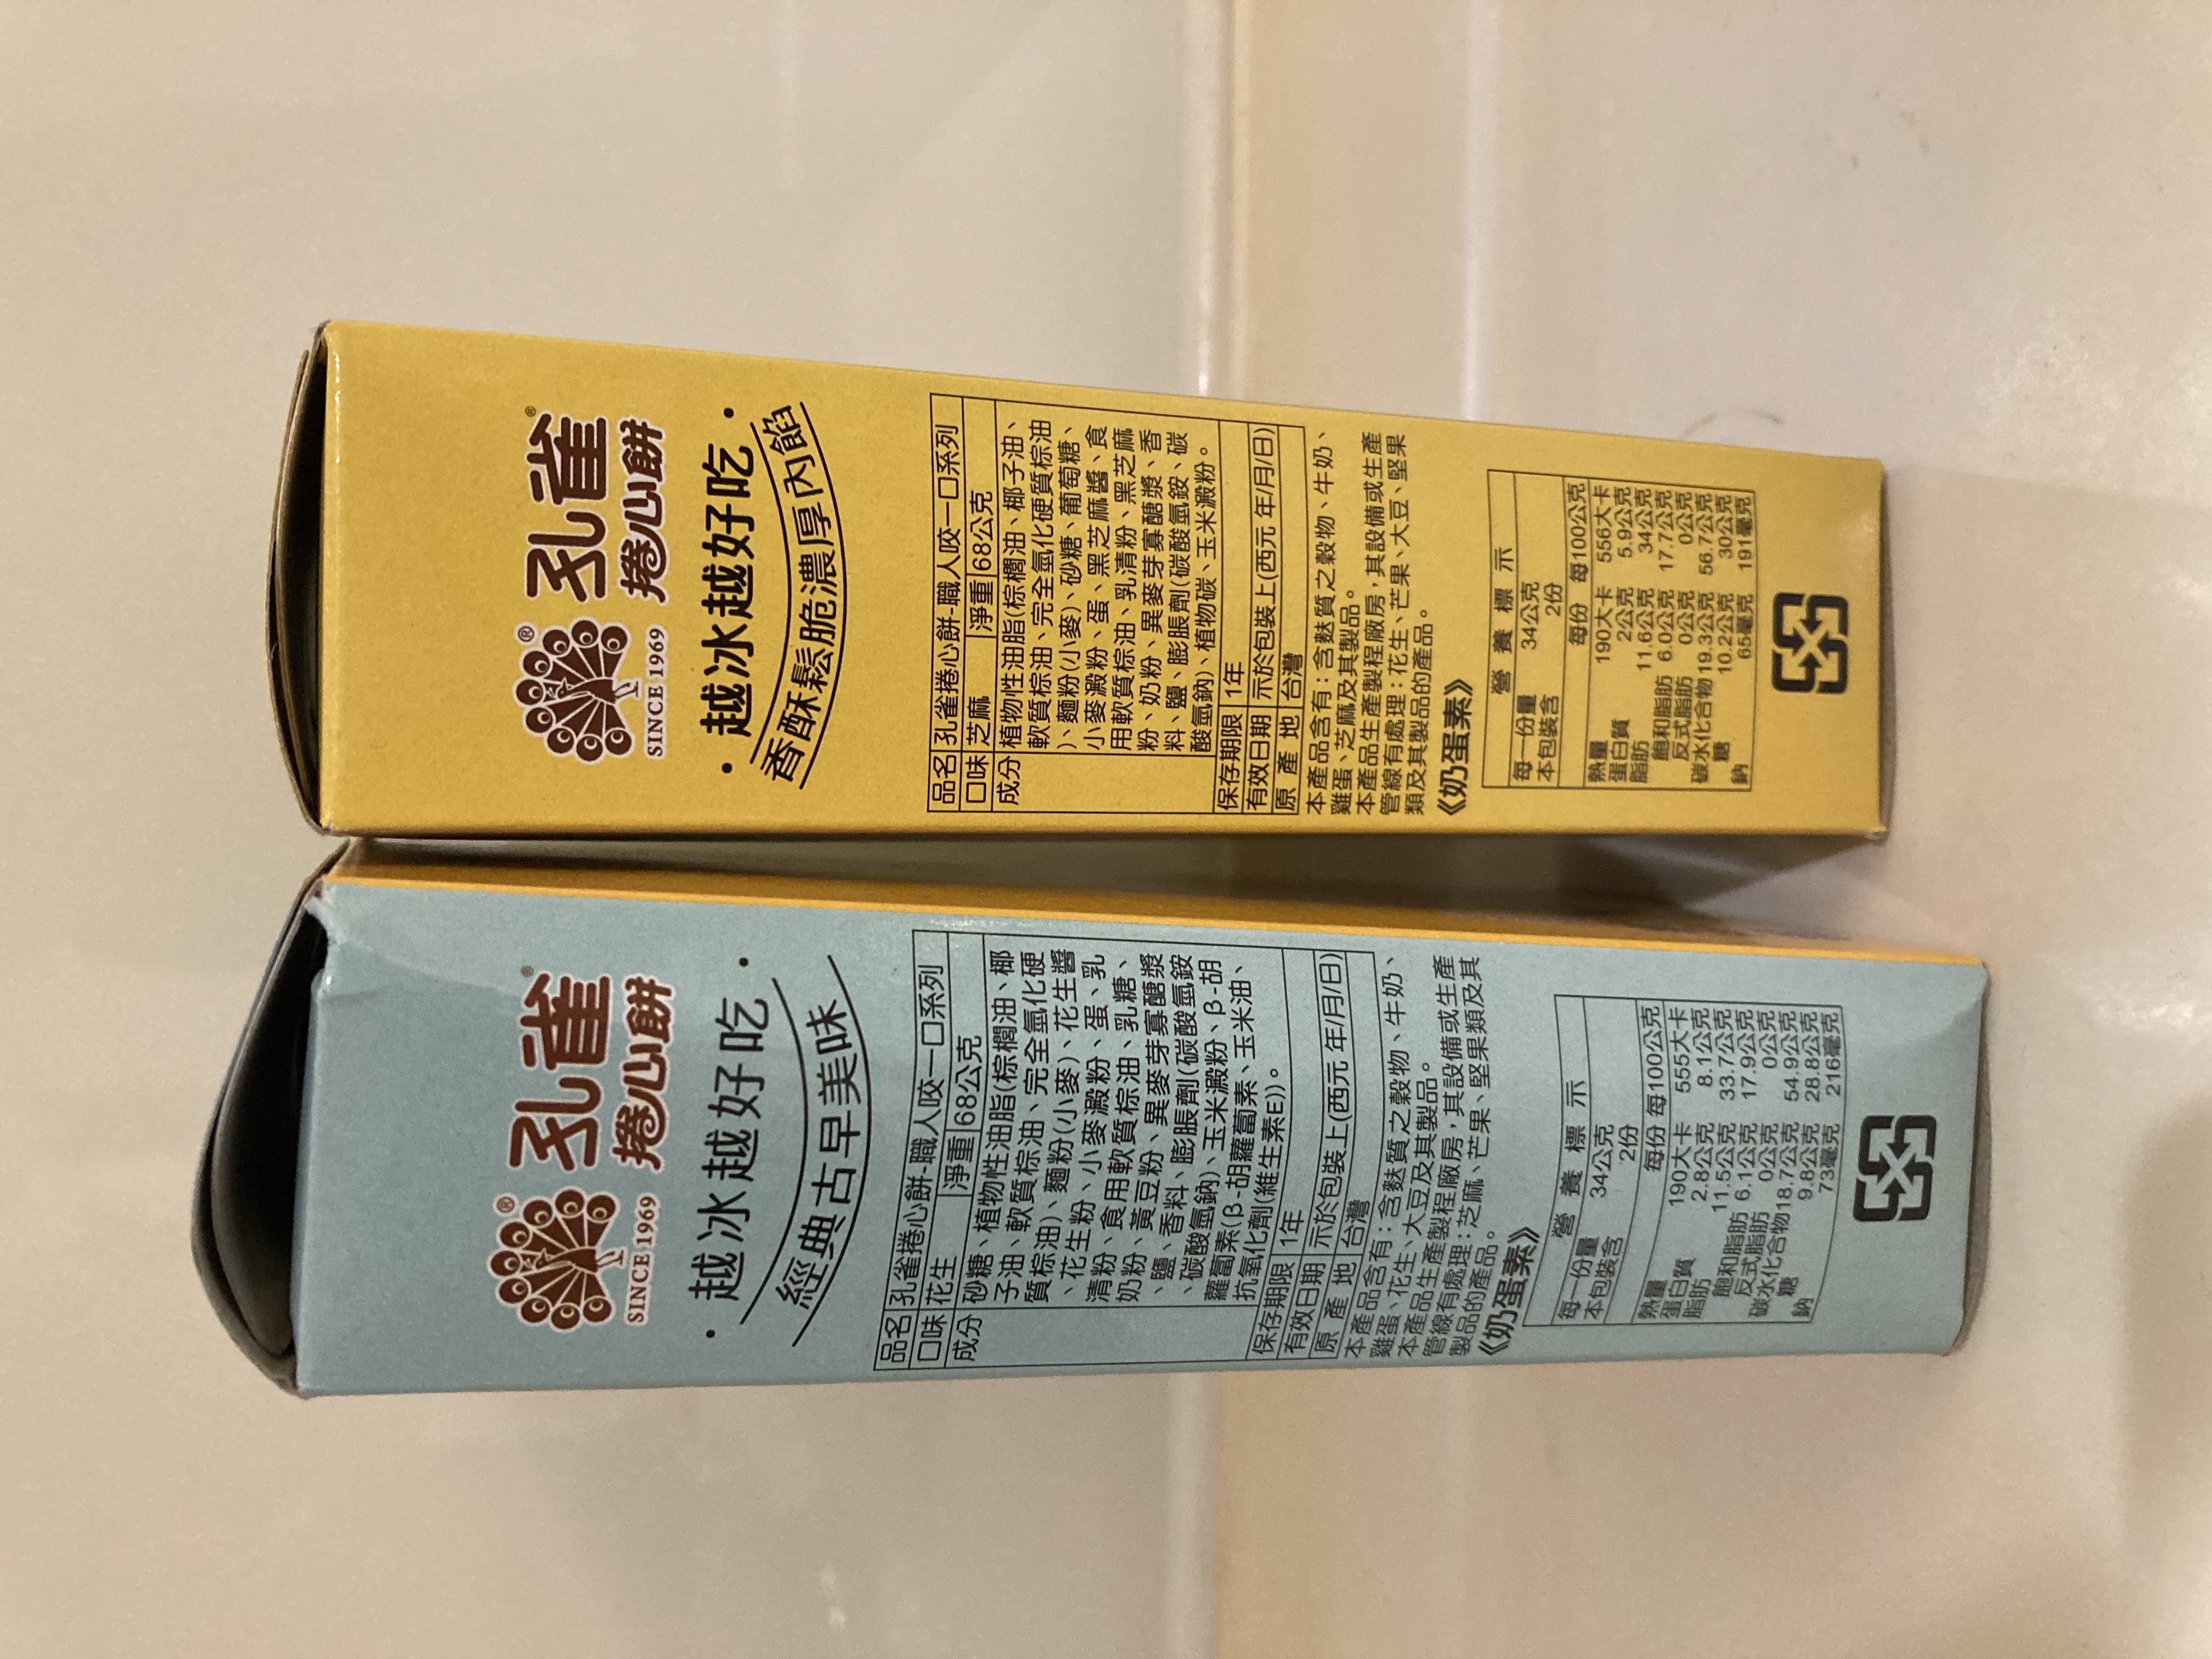 孔雀®
捲心餅
®
SINCE 1969
・越冰越好吃・
經典古早美味
品名 孔雀捲心餅-職人咬一口系列
口味 花生 淨重 68公克
成分 砂糖、植物性油脂(棕櫚油、椰
子油、軟質棕油、完全氫化硬
質棕油)、麵粉(小麥)、花生醬
、花生粉、小麥澱粉、蛋、乳
清粉、食用軟質棕油、乳糖、
奶粉、黃豆粉、異麥芽寡醣漿
、鹽、香料、膨脹劑(碳酸氫銨
、碳酸氫鈉)、玉米澱粉、β-胡
蘿蔔素(β-胡蘿蔔素、玉米油、
抗氧化劑(維生素E))。
保存期限 1年
有效日期 示於包裝上(西元 年/月/日)
原產地 台灣
本產品含有：含麩質之穀物、牛奶、
雞蛋、花生、大豆及其製品。
本產品生產製程廠房，其設備或生產
管線有處理：芝麻、芒果、堅果類及其
製品的產品。
《奶蛋素》
營養標示
每一份量 34公克
本包裝含 2份
每份 每100公克
熱量 190大卡 555大卡
蛋白質 2.8公克 8.1公克
脂肪 11.5公克 33.7公克
飽和脂肪 6.1公克 17.9公克
反式脂肪 0公克 0公克
碳水化合物 18.7公克 54.9公克
糖 9.8公克 28.8公克
鈉 73毫克 216毫克
孔雀®
捲心餅
®
SINCE 1969
・越冰越好吃・
香酥鬆脆濃厚內餡
品名 孔雀捲心餅-職人咬一口系列
口味 芝麻 淨重 68公克
成分 植物性油脂(棕櫚油、椰子油、
軟質棕油、完全氫化硬質棕油
)、麵粉(小麥)、砂糖、葡萄糖、
小麥澱粉、蛋、黑芝麻醬、食
用軟質棕油、乳清粉、黑芝麻
粉、奶粉、異麥芽寡醣漿、香
料、鹽、膨脹劑(碳酸氫銨、碳
酸氫鈉)、植物碳、玉米澱粉。
保存期限 1年
有效日期 示於包裝上(西元 年/月/日)
原產地 台灣
本產品含有：含麩質之穀物、牛奶、
雞蛋、芝麻及其製品。
本產品生產製程廠房，其設備或生產
管線有處理：花生、芒果、大豆、堅果
類及其製品的產品。
《奶蛋素》
營養標示
每一份量 34公克
本包裝含 2份
每份 每100公克
熱量 190大卡 556大卡
蛋白質 2公克 5.9公克
脂肪 11.6公克 34公克
飽和脂肪 6.0公克 17.7公克
反式脂肪 0公克 0公克
碳水化合物 19.3公克 56.7公克
糖 10.2公克 30公克
鈉 65毫克 191毫克